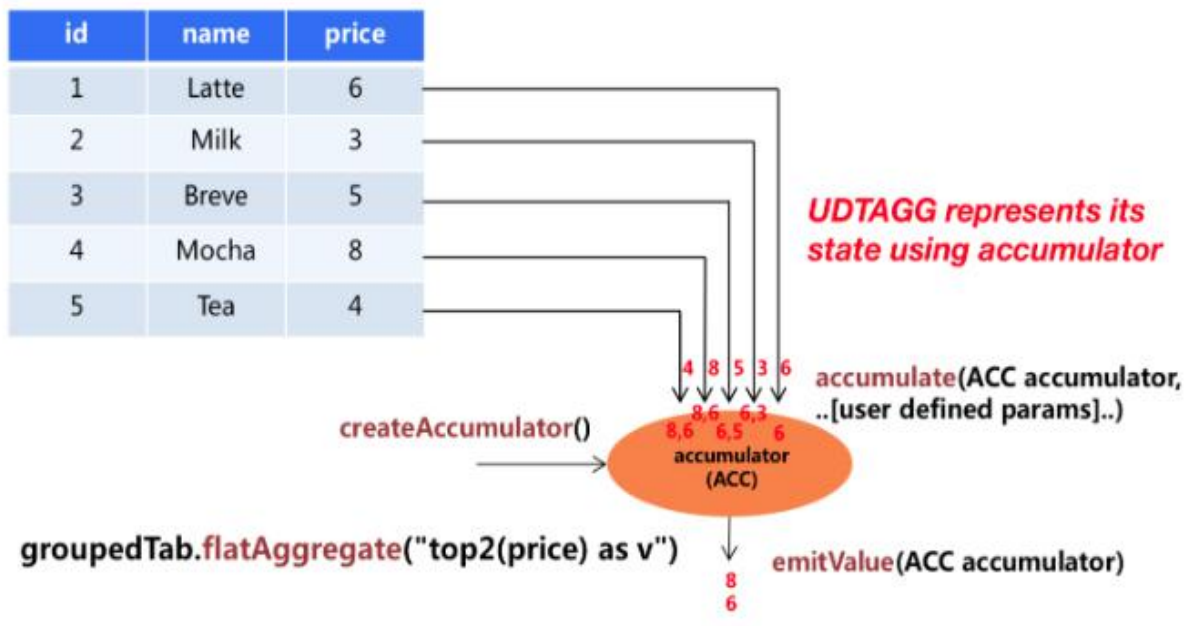 id name price
1 Latte 6
2 Milk 3
3 Breve 5
4 Mocha 8
5 Tea 4
UDTAGG represents its
state using accumulator
4 8 5 3 6
accumulate(ACC accumulator,
..[user defined params]..)
createAccumulator()
8,6 6,3
8,6 6,5 6
accumulator
(ACC)
groupedTab.flatAggregate("top2(price) as v")
emitValue(ACC accumulator)
8
6